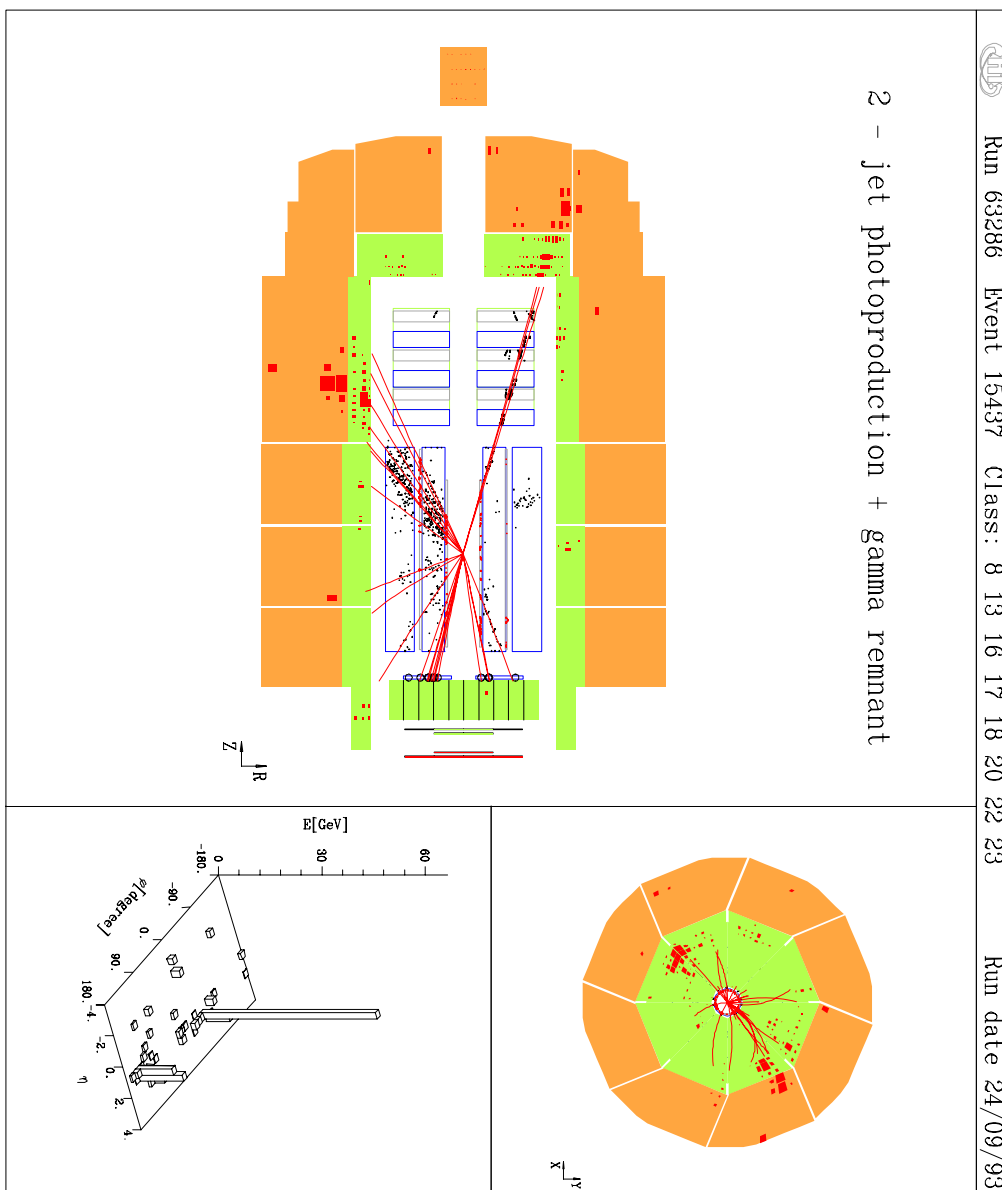 Run 63286 Event 15437 Class: 8 13 16 17 18 20 22 23 Run date 24/09/93
2 - jet photoproduction + gamma remnant
Z
R
E[GeV]
60
30
0
-180.
-90.
0.
90.
180.
φ[degree]
-4.
-2.
0.
2.
4.
η
X
Y